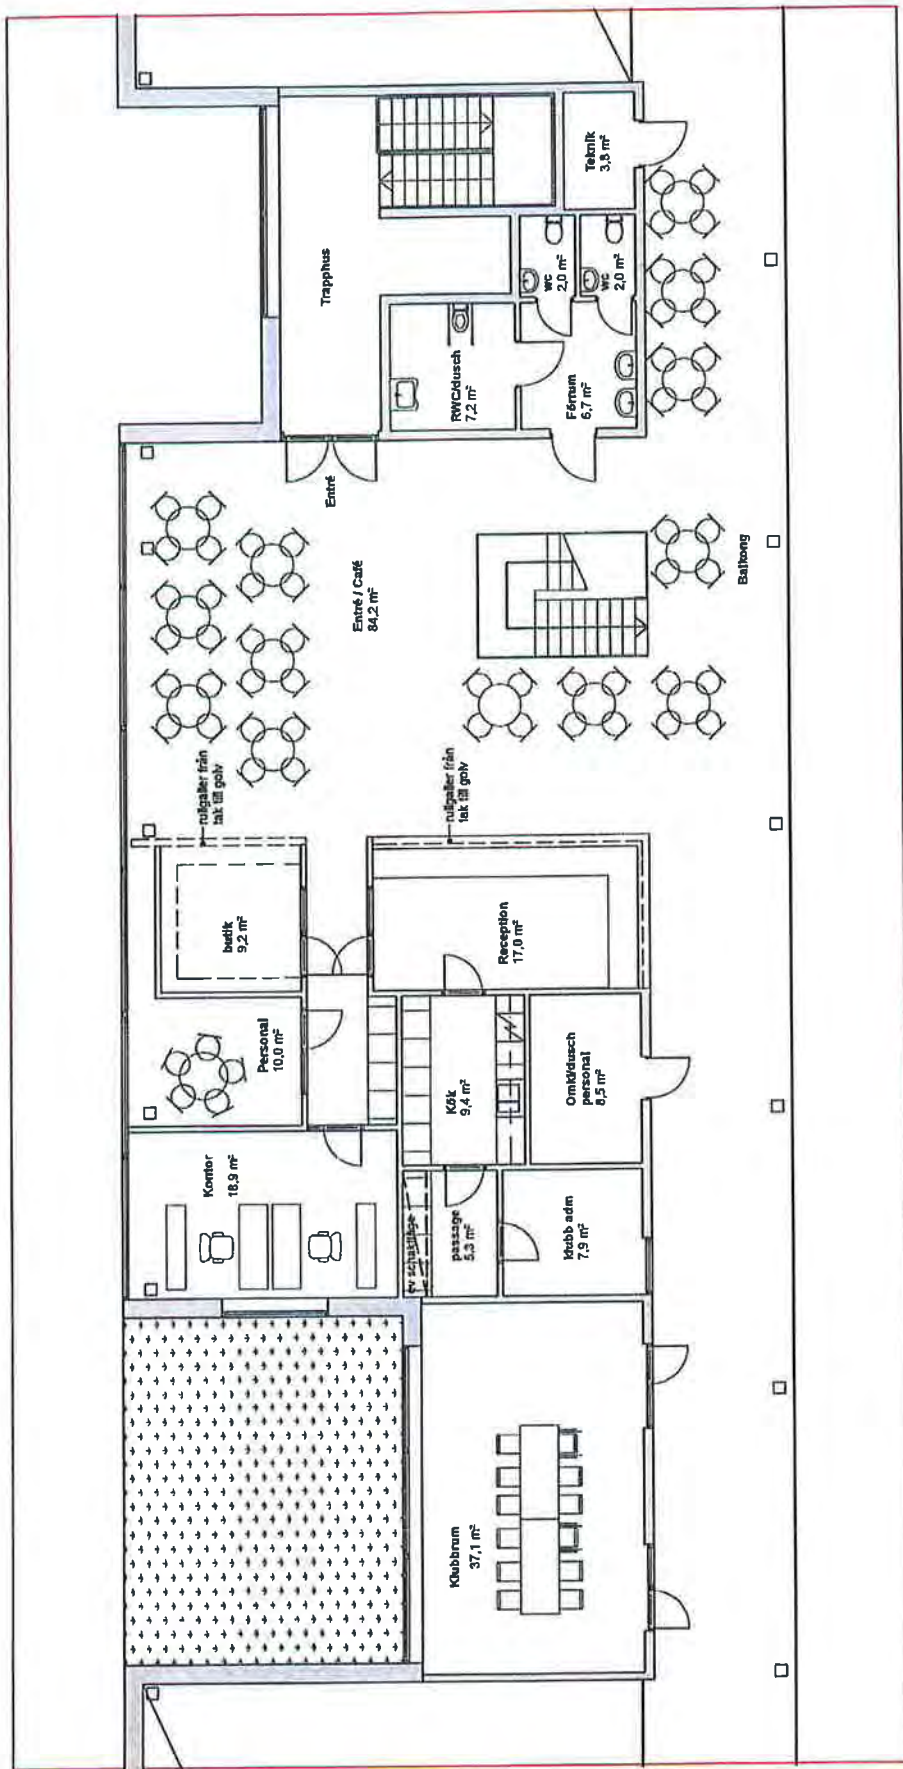 Trapphus
Teknik
3,8 m²
wc
2,0 m²
wc
2,0 m²
RWC/dusch
7,2 m²
Förrum
6,7 m²
Entré
Entré / Café
84,2 m²
Balkong
rullgaller från
tak till golv
rullgaller från
tak till golv
butik
9,2 m²
Reception
17,0 m²
Personal
10,0 m²
Kök
9,4 m²
Omkl/dusch
personal
8,5 m²
Kontor
18,9 m²
ev schaktläge
passage
5,3 m²
klubb adm
7,9 m²
Klubbrum
37,1 m²